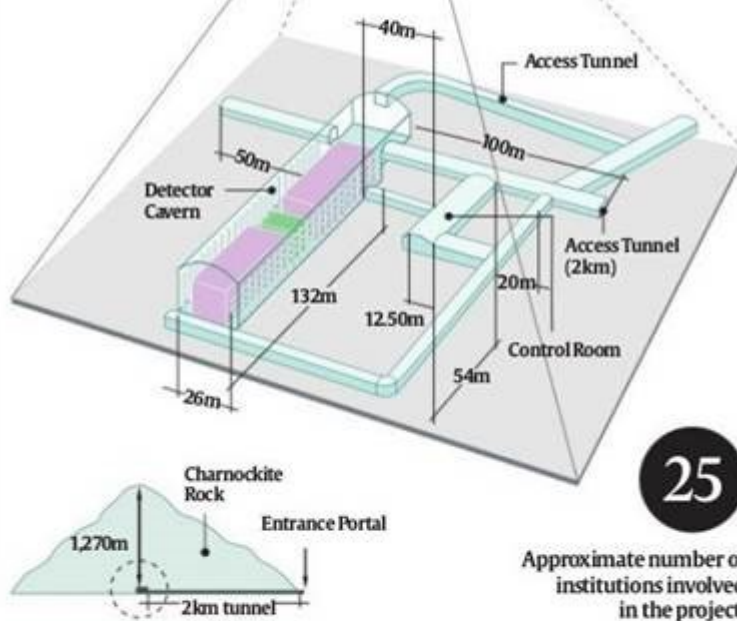 40m
Access Tunnel
100m
50m
Detector
Cavern
Access Tunnel
(2km)
20m
132m
12.50m
Control Room
54m
26m
Charnockite
Rock
25
Entrance Portal
1,270m
Approximate number o
institutions involved
in the project
2km tunnel